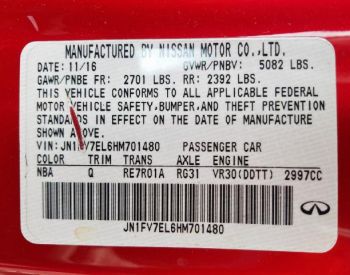 MANUFACTURED BY NISSAN MOTOR CO.,LTD.
DATE: 11/16 GVWR/PNBV: 5082 LBS.
GAWR/PNBE FR: 2701 LBS. RR: 2392 LBS.
THIS VEHICLE CONFORMS TO ALL APPLICABLE FEDERAL
MOTOR VEHICLE SAFETY,BUMPER,AND THEFT PREVENTION
STANDARDS IN EFFECT ON THE DATE OF MANUFACTURE
SHOWN ABOVE.
VIN: JN1FV7EL6HM701480 PASSENGER CAR
COLOR TRIM TRANS AXLE ENGINE
NBA Q RE7R01A RG31 VR30(DDTT) 2997CC
JN1FV7EL6HM701480
INFINITI